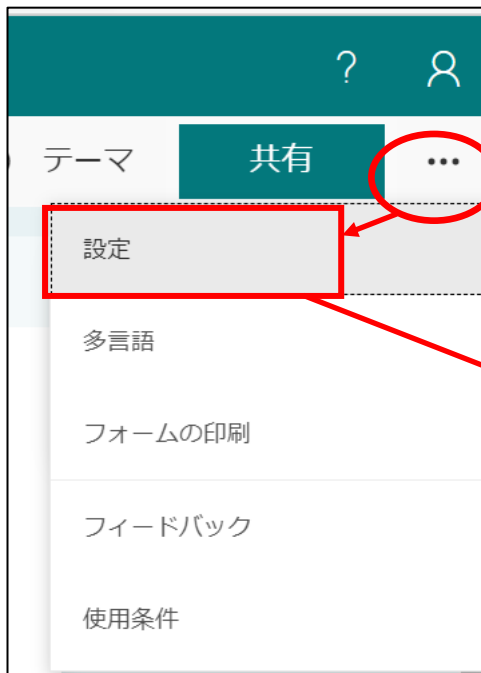 ?
テーマ 共有 •••
設定
多言語
フォームの印刷
フィードバック
使用条件